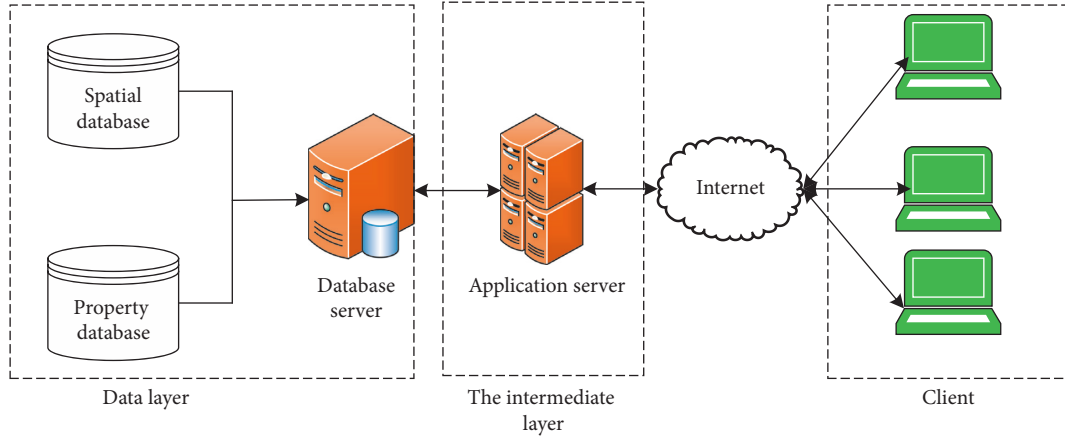 Spatial
database
Property
database
Database
server
Application server
Internet
Data layer
The intermediate
layer
Client